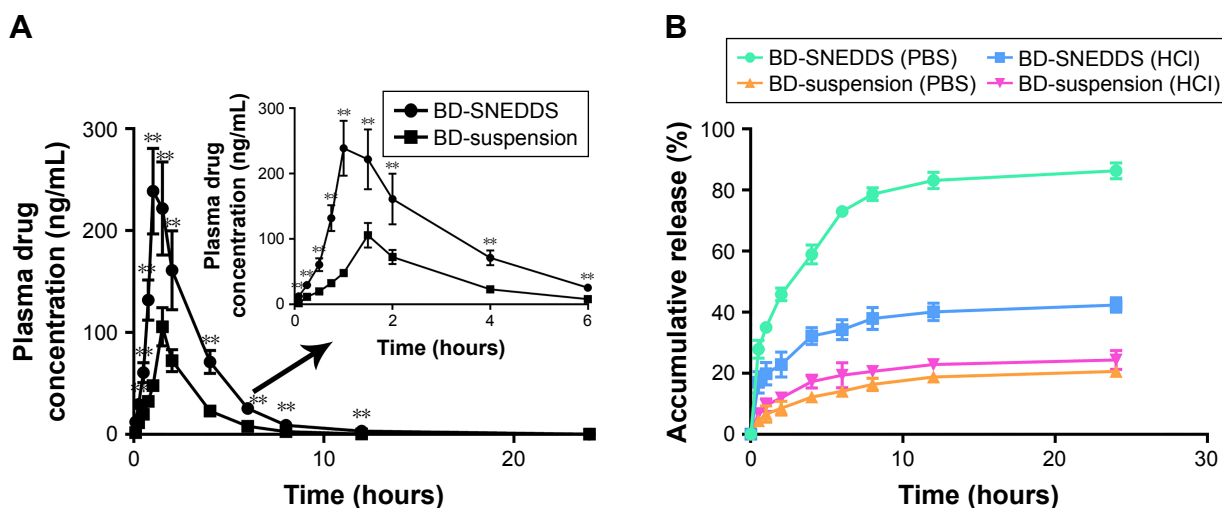 A
Plasma drug
concentration (ng/mL)
300
200
100
0
0
10
20
Time (hours)
**
**
**
**
**
**
**
**
**
**
**
Plasma drug
concentration (ng/mL)
300
200
100
0
0
2
4
6
Time (hours)
BD-SNEDDS
BD-suspension
**
**
**
**
**
**
**
**
**
B
BD-SNEDDS (PBS)
BD-SNEDDS (HCl)
BD-suspension (PBS)
BD-suspension (HCl)
Accumulative release (%)
100
80
60
40
20
0
0
10
20
30
Time (hours)